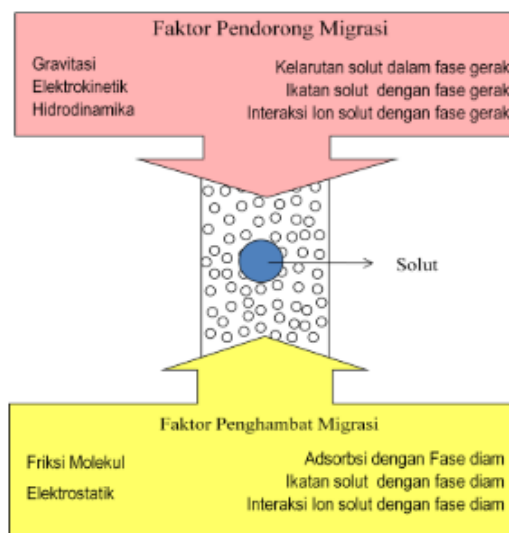 Faktor Pendorong Migrasi
Gravitasi
Elektrokinetik
Hidrodinamika
Kelarutan solut dalam fase gerak
Ikatan solut dengan fase gerak
Interaksi Ion solut dengan fase gerak
Solut
Faktor Penghambat Migrasi
Friksi Molekul
Elektrostatik
Adsorbsi dengan Fase diam
Ikatan solut dengan fase diam
Interaksi Ion solut dengan fase diam